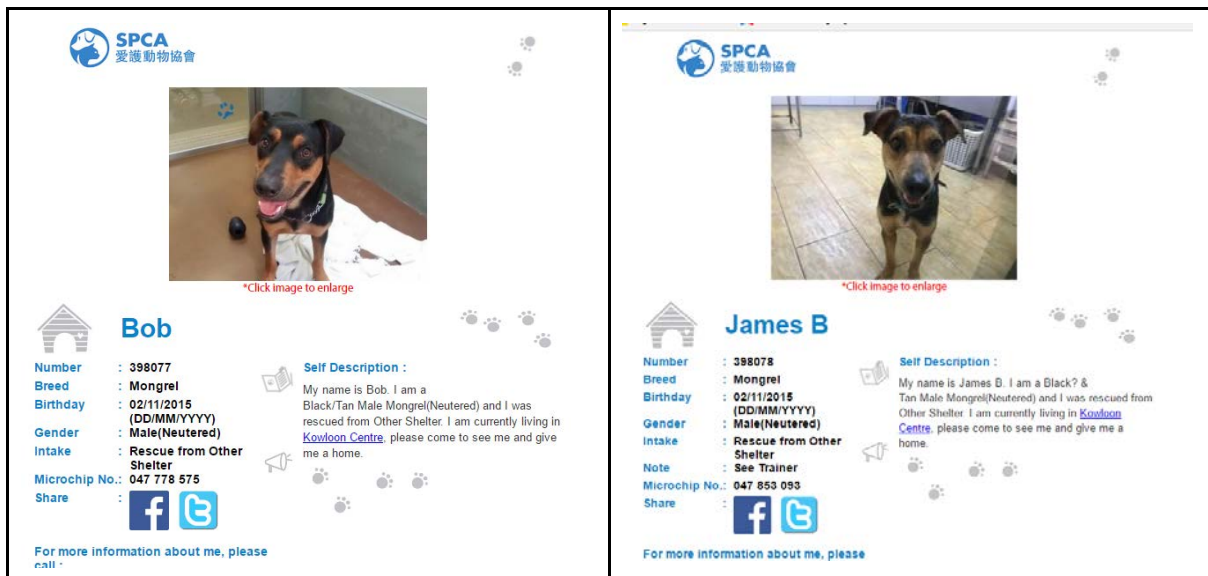 SPCA
愛護動物協會
*Click image to enlarge
Bob
Number : 398077
Breed : Mongrel
Birthday : 02/11/2015
(DD/MM/YYYY)
Gender : Male(Neutered)
Intake : Rescue from Other
Shelter
Microchip No.: 047 778 575
Share :
Self Description :
My name is Bob. I am a
Black/Tan Male Mongrel(Neutered) and I was
rescued from Other Shelter. I am currently living in
Kowloon Centre, please come to see me and give
me a home.
For more information about me, please
call :
SPCA
愛護動物協會
*Click image to enlarge
James B
Number : 398078
Breed : Mongrel
Birthday : 02/11/2015
(DD/MM/YYYY)
Gender : Male(Neutered)
Intake : Rescue from Other
Shelter
Note : See Trainer
Microchip No.: 047 853 093
Share :
Self Description :
My name is James B. I am a Black? &
Tan Male Mongrel(Neutered) and I was rescued from
Other Shelter. I am currently living in Kowloon
Centre, please come to see me and give me a
home.
For more information about me, please